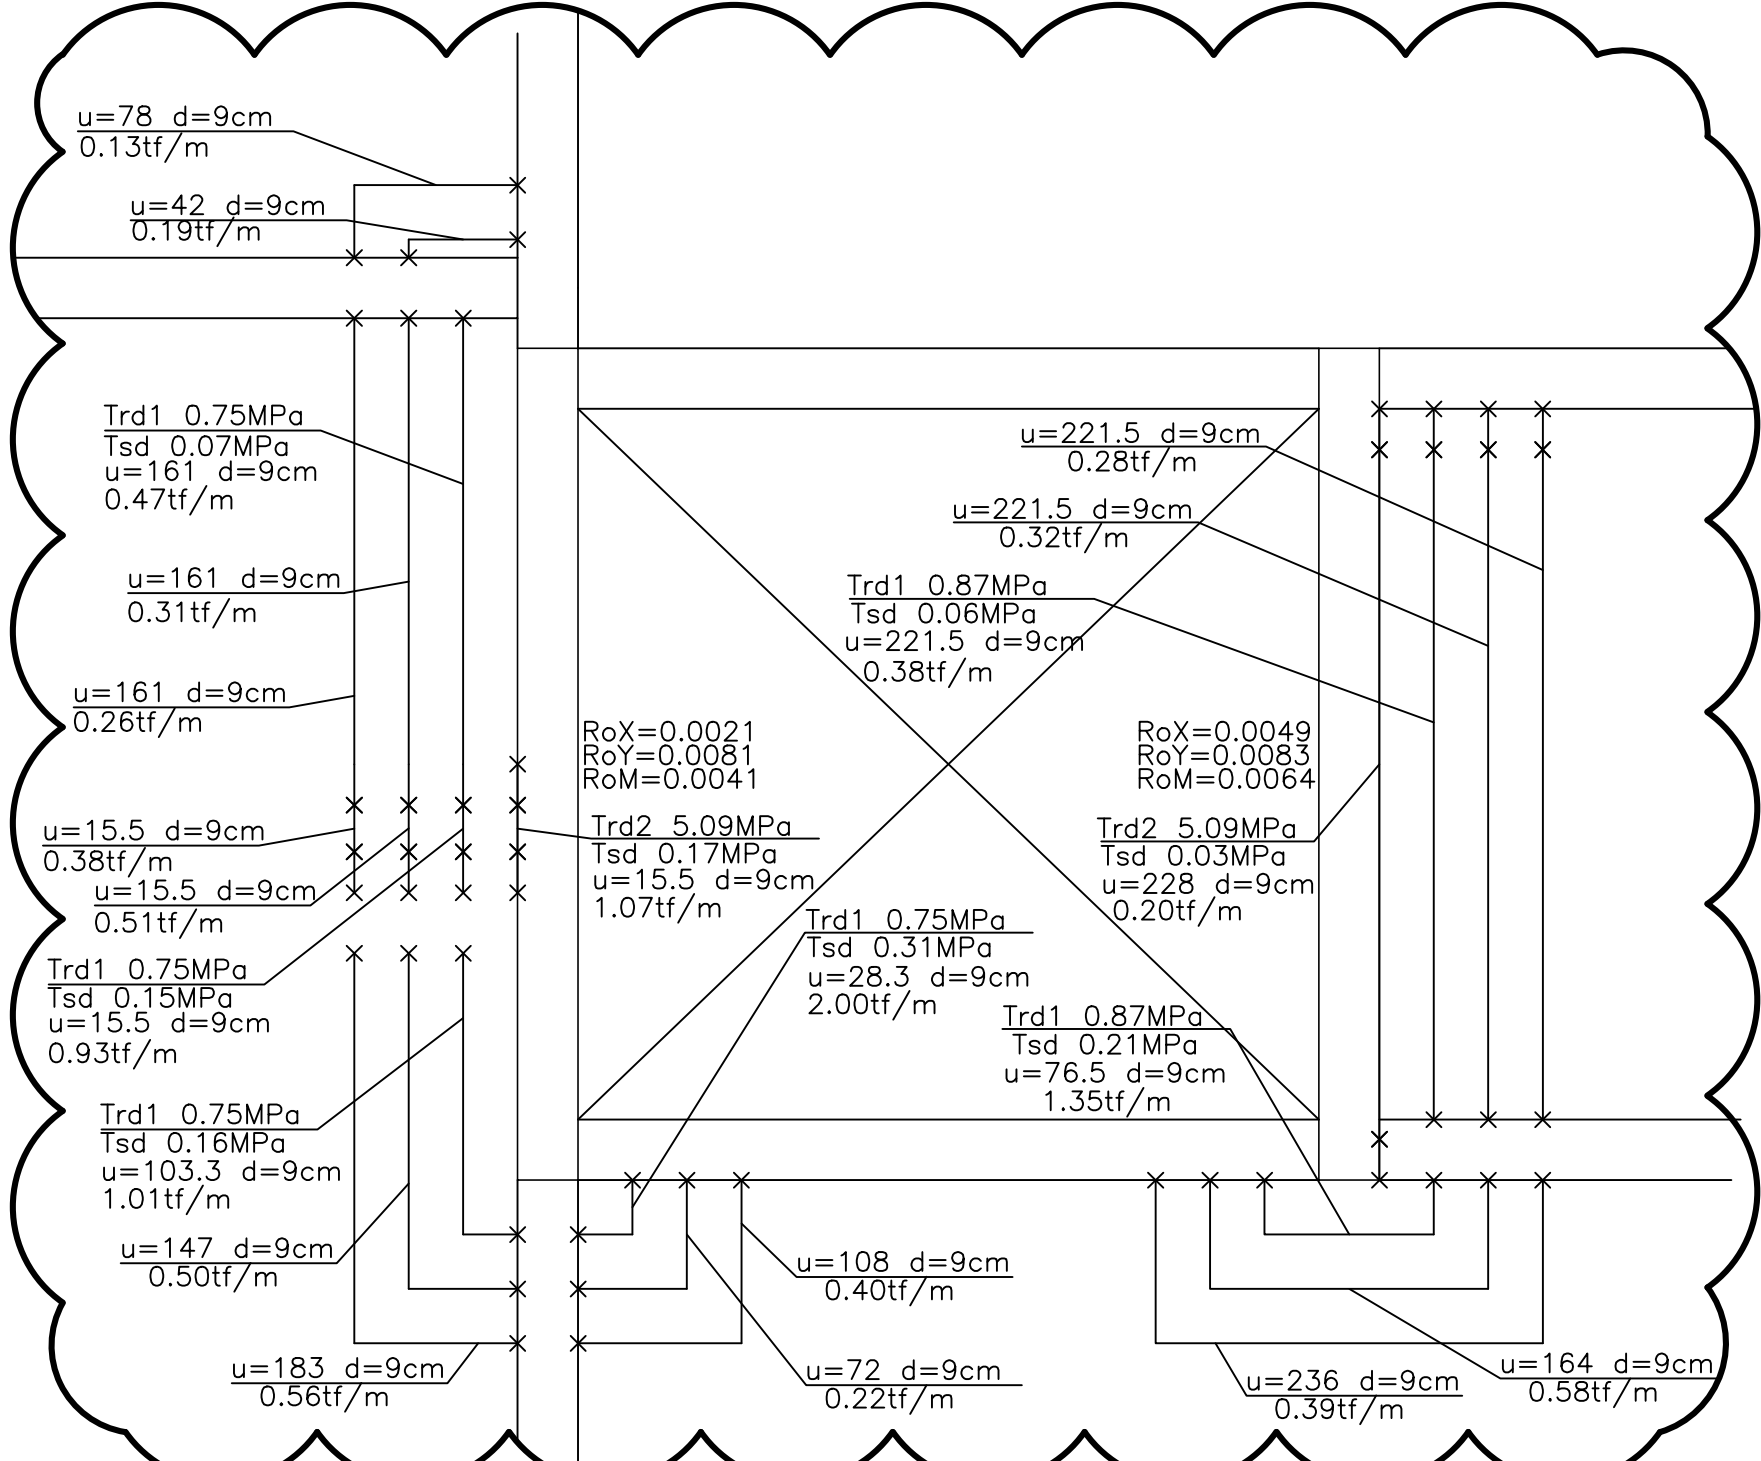 u=78 d=9cm
0.13tf/m
u=42 d=9cm
0.19tf/m
Trd1 0.75MPa
Tsd 0.07MPa
u=161 d=9cm
0.47tf/m
u=161 d=9cm
0.31tf/m
u=161 d=9cm
0.26tf/m
u=15.5 d=9cm
0.38tf/m
u=15.5 d=9cm
0.51tf/m
Trd1 0.75MPa
Tsd 0.15MPa
u=15.5 d=9cm
0.93tf/m
Trd1 0.75MPa
Tsd 0.16MPa
u=103.3 d=9cm
1.01tf/m
u=147 d=9cm
0.50tf/m
u=183 d=9cm
0.56tf/m
RoX=0.0021
RoY=0.0081
RoM=0.0041
Trd2 5.09MPa
Tsd 0.17MPa
u=15.5 d=9cm
1.07tf/m
Trd1 0.75MPa
Tsd 0.31MPa
u=28.3 d=9cm
2.00tf/m
u=108 d=9cm
0.40tf/m
u=72 d=9cm
0.22tf/m
u=221.5 d=9cm
0.28tf/m
u=221.5 d=9cm
0.32tf/m
Trd1 0.87MPa
Tsd 0.06MPa
u=221.5 d=9cm
0.38tf/m
RoX=0.0049
RoY=0.0083
RoM=0.0064
Trd2 5.09MPa
Tsd 0.03MPa
u=228 d=9cm
0.20tf/m
Trd1 0.87MPa
Tsd 0.21MPa
u=76.5 d=9cm
1.35tf/m
u=164 d=9cm
0.58tf/m
u=236 d=9cm
0.39tf/m